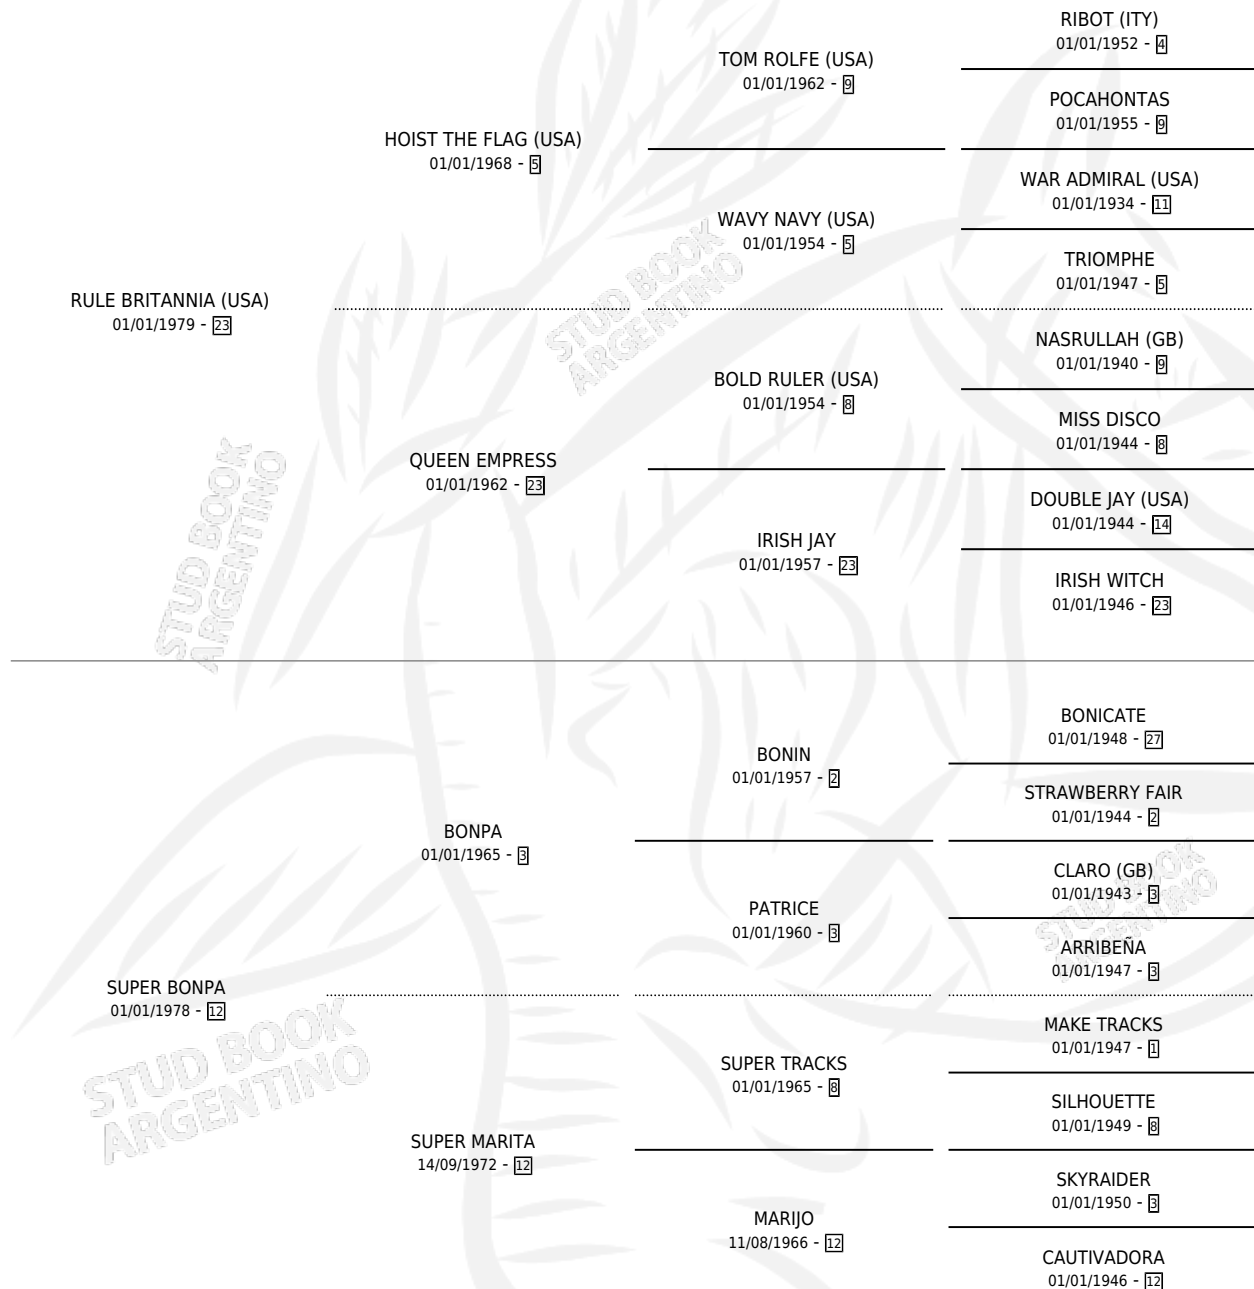 RIBOT (ITY)
01/01/1952 - 4
TOM ROLFE (USA)
01/01/1962 - 9
POCAHONTAS
01/01/1955 - 9
HOIST THE FLAG (USA)
01/01/1968 - 5
WAR ADMIRAL (USA)
01/01/1934 - 11
WAVY NAVY (USA)
01/01/1954 - 5
TRIOMPHE
01/01/1947 - 5
RULE BRITANNIA (USA)
01/01/1979 - 23
NASRULLAH (GB)
01/01/1940 - 9
BOLD RULER (USA)
01/01/1954 - 8
MISS DISCO
01/01/1944 - 8
QUEEN EMPRESS
01/01/1962 - 23
DOUBLE JAY (USA)
01/01/1944 - 14
IRISH JAY
01/01/1957 - 23
IRISH WITCH
01/01/1946 - 23
BONICATE
01/01/1948 - 27
BONIN
01/01/1957 - 2
STRAWBERRY FAIR
01/01/1944 - 2
BONPA
01/01/1965 - 3
CLARO (GB)
01/01/1943 - 3
PATRICE
01/01/1960 - 3
ARRIBEÑA
01/01/1947 - 3
SUPER BONPA
01/01/1978 - 12
MAKE TRACKS
01/01/1947 - 1
SUPER TRACKS
01/01/1965 - 8
SILHOUETTE
01/01/1949 - 8
SUPER MARITA
14/09/1972 - 12
SKYRAIDER
01/01/1950 - 3
MARIJO
11/08/1966 - 12
CAUTIVADORA
01/01/1946 - 12
STUD BOOK
ARGENTINO
STUD BOOK
ARGENTINO
STUD BOOK
ARGENTINO
STUD BOOK
ARGENTINO